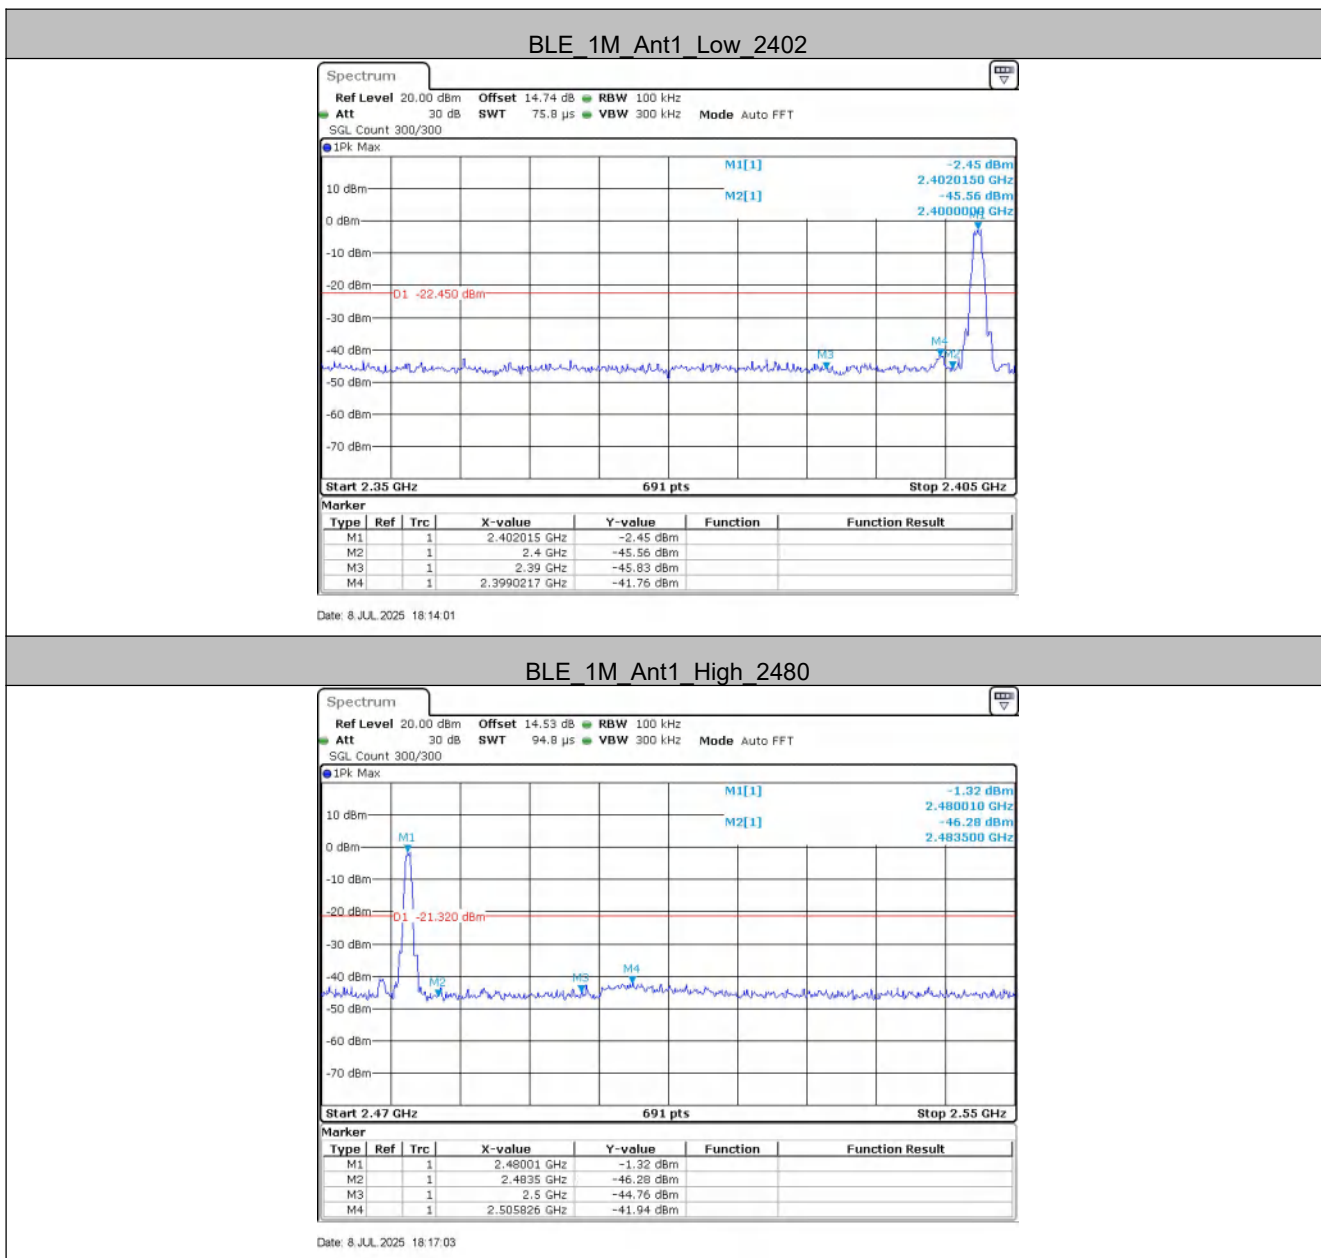 BLE_1M_Ant1_Low_2402
Spectrum
Ref Level 20.00 dBm Offset 14.74 dB RBW 100 kHz
Att 30 dB SWT 75.8 µs VBW 300 kHz Mode Auto FFT
SGL Count 300/300
1Pk Max
M1[1] -2.45 dBm
2.4020150 GHz
M2[1] -45.56 dBm
2.4000000 GHz
10 dBm
0 dBm
-10 dBm
-20 dBm
-30 dBm
-40 dBm
-50 dBm
-60 dBm
-70 dBm
D1 -22.450 dBm
M1
M4
M3
M2
Start 2.35 GHz 691 pts Stop 2.405 GHz
Marker
Type Ref Trc X-value Y-value Function Function Result
M1 1 2.402015 GHz -2.45 dBm
M2 1 2.4 GHz -45.56 dBm
M3 1 2.39 GHz -45.83 dBm
M4 1 2.3990217 GHz -41.76 dBm
Date: 8.JUL.2025 18:14:01
BLE_1M_Ant1_High_2480
Spectrum
Ref Level 20.00 dBm Offset 14.53 dB RBW 100 kHz
Att 30 dB SWT 94.8 µs VBW 300 kHz Mode Auto FFT
SGL Count 300/300
1Pk Max
M1[1] -1.32 dBm
2.480010 GHz
M2[1] -46.28 dBm
2.483500 GHz
10 dBm
0 dBm
-10 dBm
-20 dBm
-30 dBm
-40 dBm
-50 dBm
-60 dBm
-70 dBm
M1
D1 -21.320 dBm
M4
M2
M3
Start 2.47 GHz 691 pts Stop 2.55 GHz
Marker
Type Ref Trc X-value Y-value Function Function Result
M1 1 2.48001 GHz -1.32 dBm
M2 1 2.4835 GHz -46.28 dBm
M3 1 2.5 GHz -44.76 dBm
M4 1 2.505826 GHz -41.94 dBm
Date: 8.JUL.2025 18:17:03